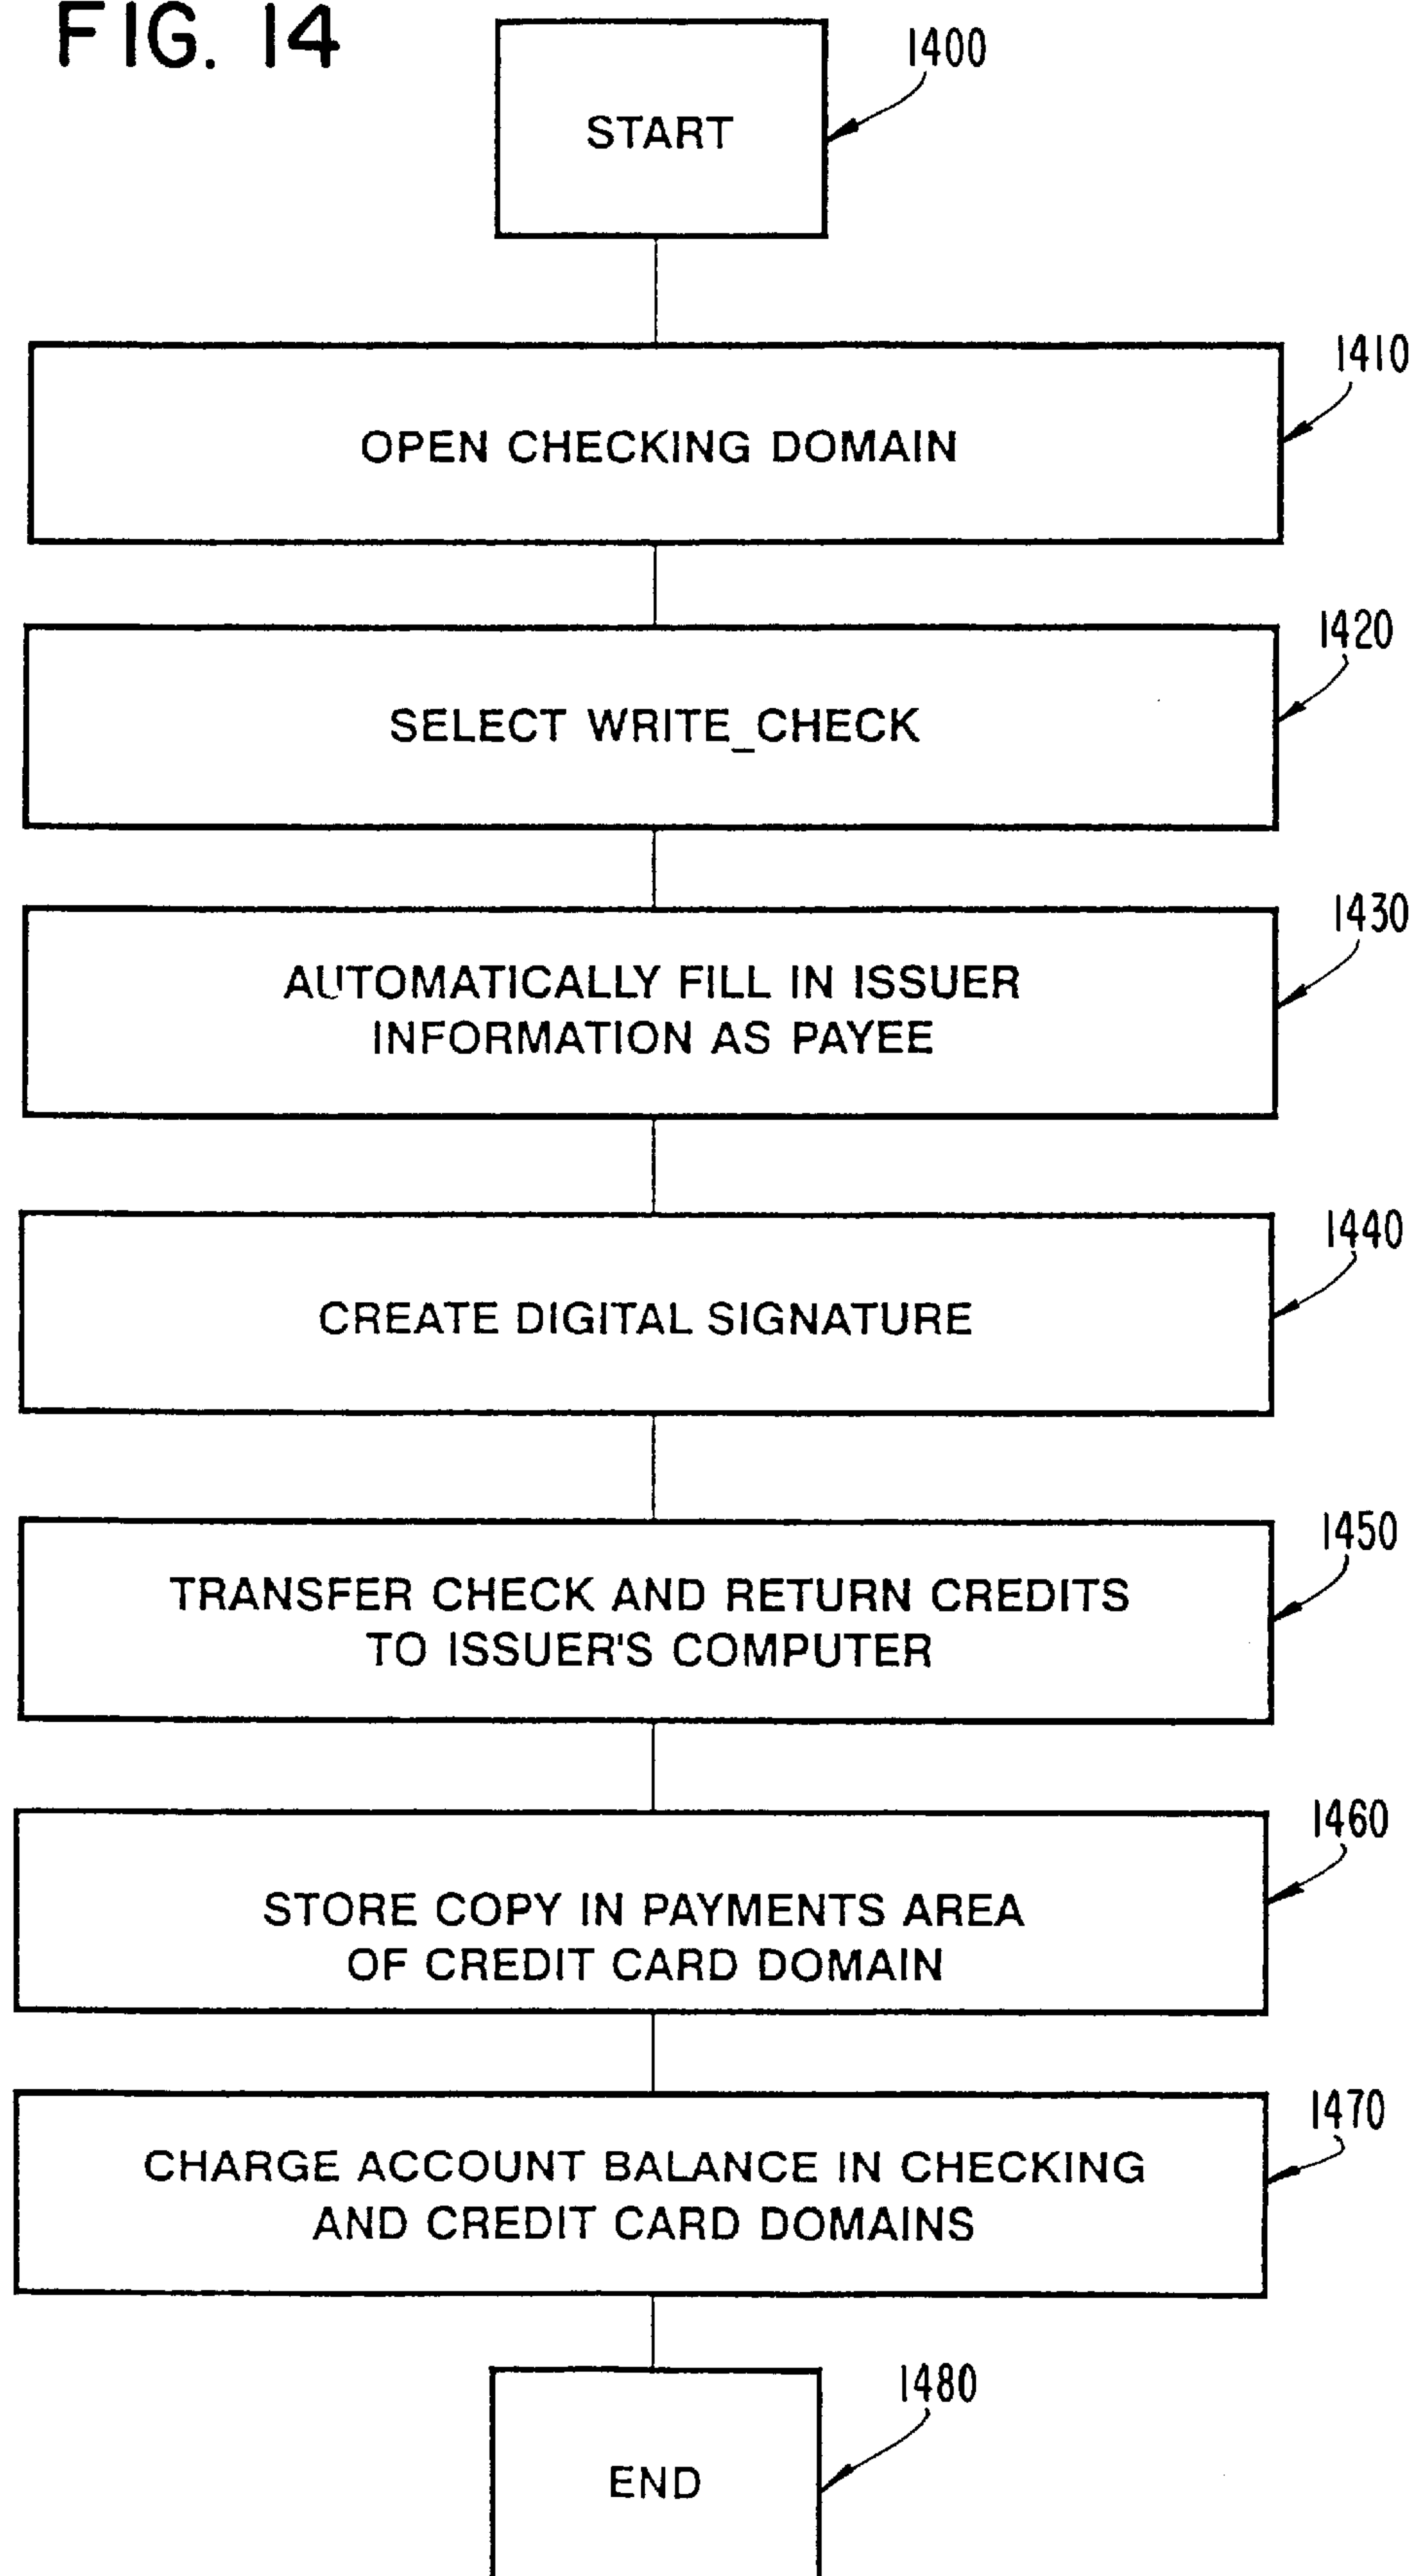 FIG. 14
1400
START
1410
OPEN CHECKING DOMAIN
1420
SELECT WRITE_CHECK
1430
AUTOMATICALLY FILL IN ISSUER
INFORMATION AS PAYEE
1440
CREATE DIGITAL SIGNATURE
1450
TRANSFER CHECK AND RETURN CREDITS
TO ISSUER'S COMPUTER
1460
STORE COPY IN PAYMENTS AREA
OF CREDIT CARD DOMAIN
1470
CHARGE ACCOUNT BALANCE IN CHECKING
AND CREDIT CARD DOMAINS
1480
END